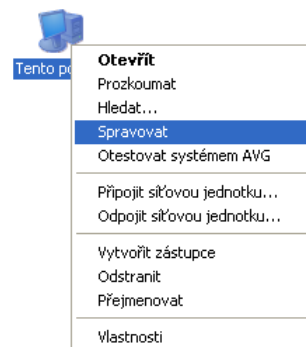 Tento po
Otevřít
Prozkoumat
Hledat...
Spravovat
Otestovat systémem AVG
Připojit síťovou jednotku...
Odpojit síťovou jednotku...
Vytvořit zástupce
Odstranit
Přejmenovat
Vlastnosti